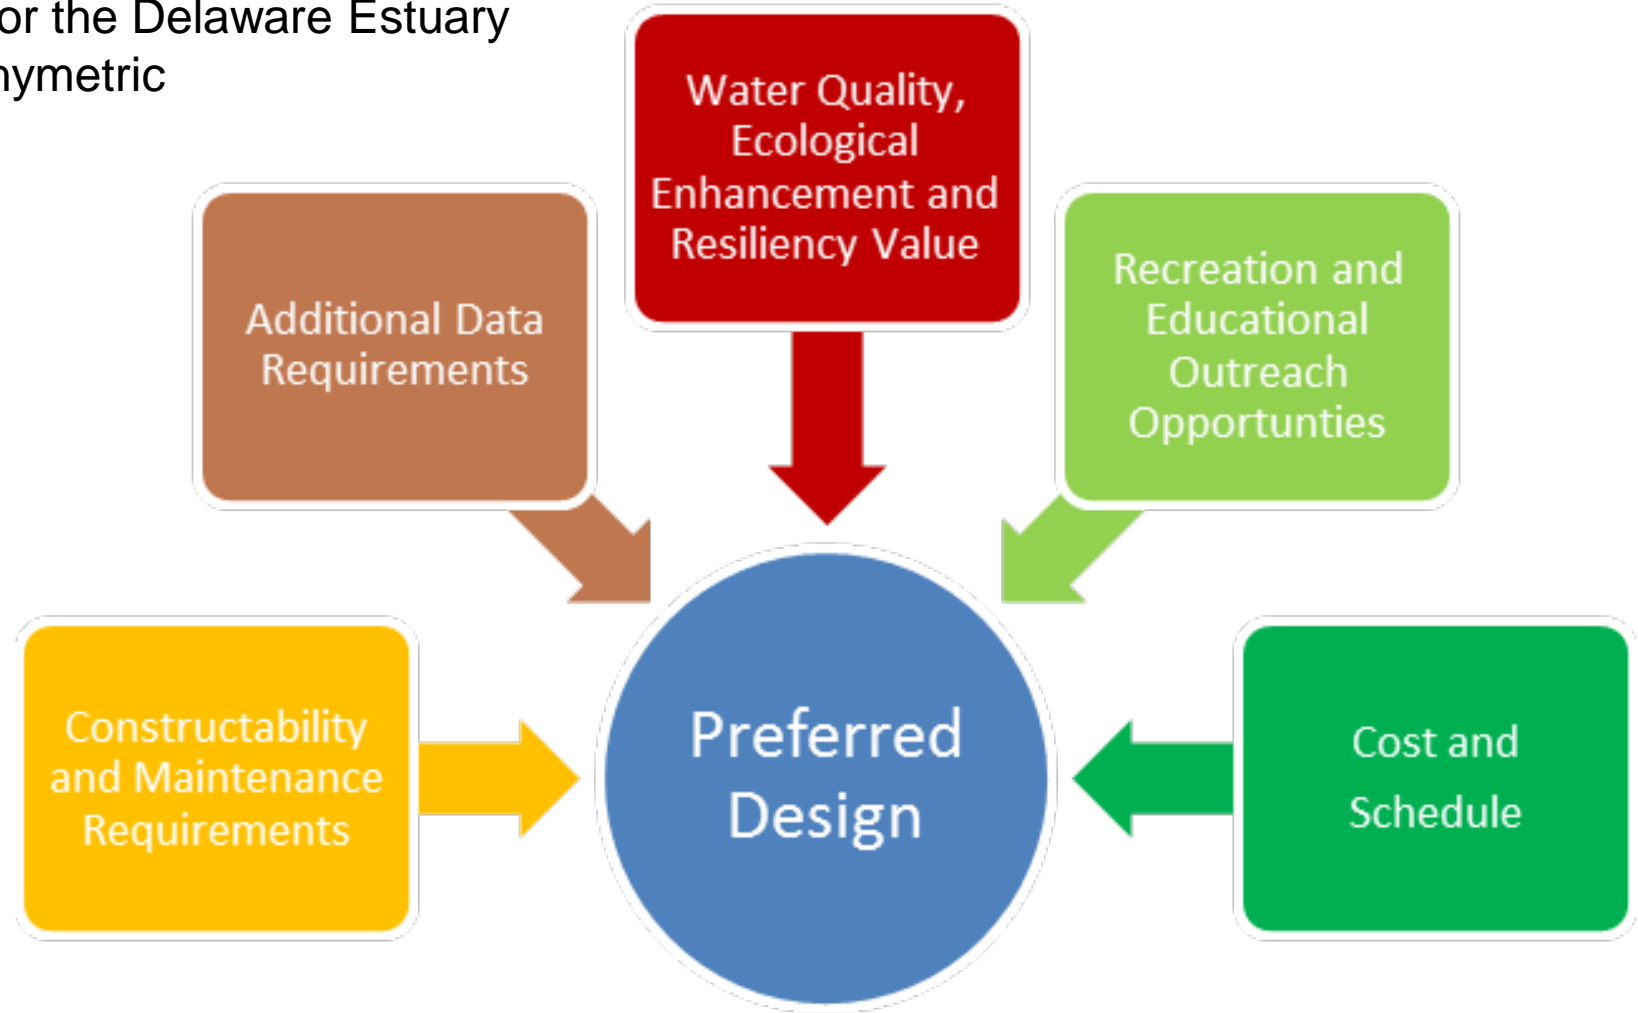 or the Delaware Estuary
hymetric
Water Quality,
Ecological
Enhancement and
Resiliency Value
Additional Data
Requirements
Recreation and
Educational
Outreach
Opportunties
Constructability
and Maintenance
Requirements
Preferred
Design
Cost and
Schedule